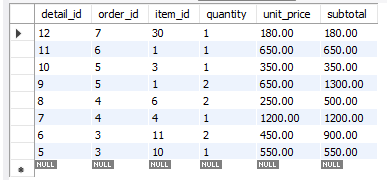 detail_id order_id item_id quantity unit_price subtotal
12 7 30 1 180.00 180.00
11 6 1 1 650.00 650.00
10 5 3 1 350.00 350.00
9 5 1 2 650.00 1300.00
8 4 6 2 250.00 500.00
7 4 4 1 1200.00 1200.00
6 3 11 2 450.00 900.00
5 3 10 1 550.00 550.00
NULL NULL NULL NULL NULL NULL